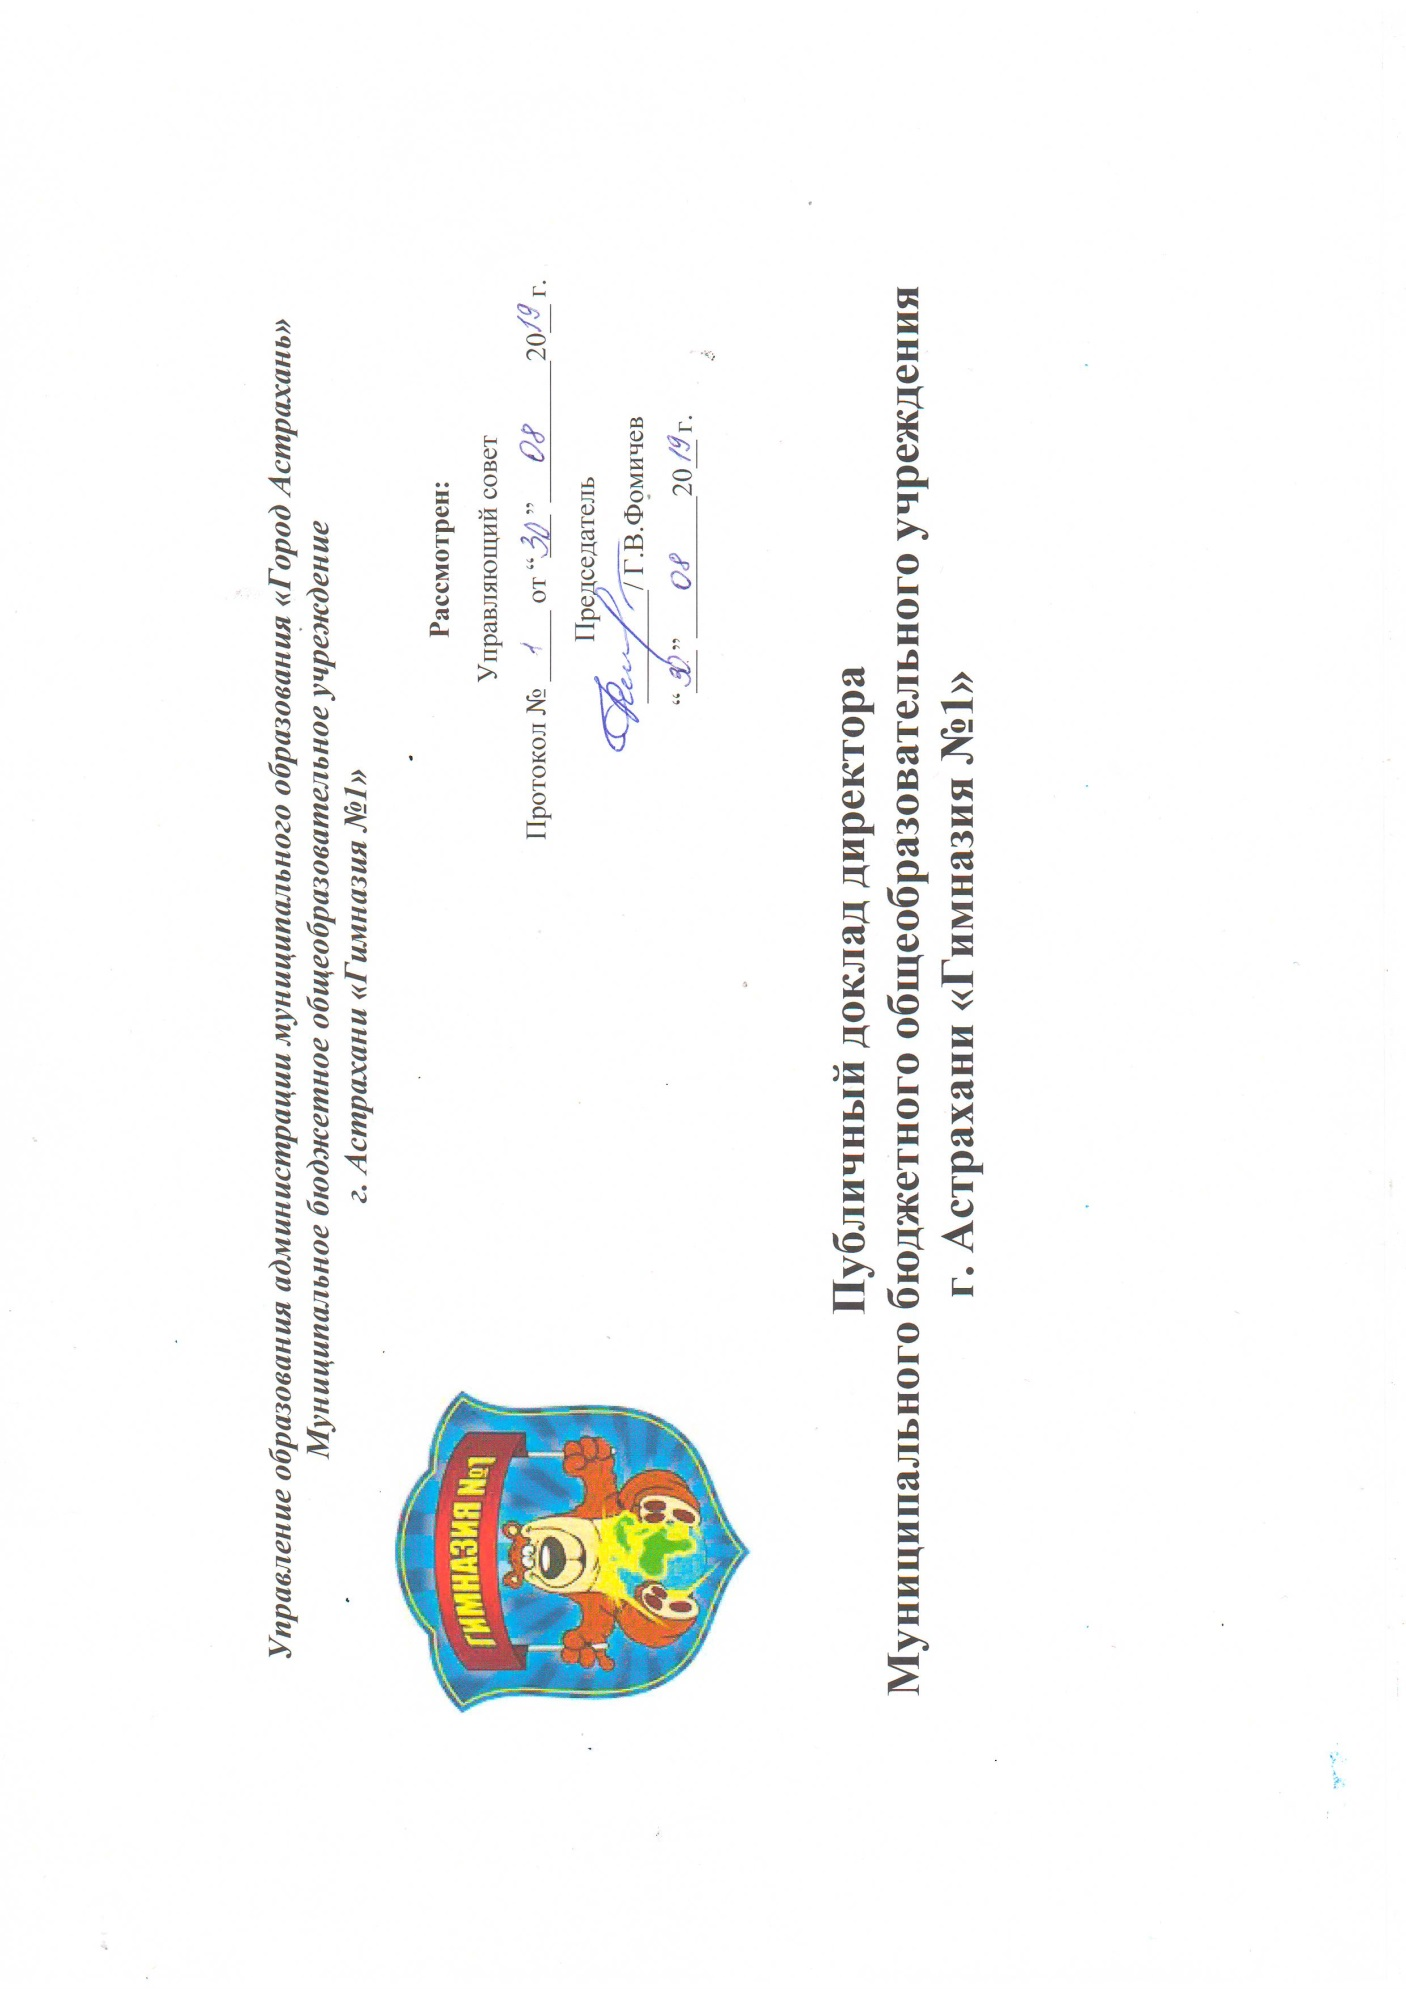 Управление образования администрации муниципального образования «Город Астрахань»
Муниципальное бюджетное общеобразовательное учреждение
г. Астрахани «Гимназия №1»
ГИМНАЗИЯ №1
Рассмотрен:
Управляющий совет
Протокол № 1 от “30” 08 2019 г.
Председатель
/ Г.В.Фомичев
“30” 08 2019 г.
Публичный доклад директора
Муниципального бюджетного общеобразовательного учреждения
г. Астрахани «Гимназия №1»